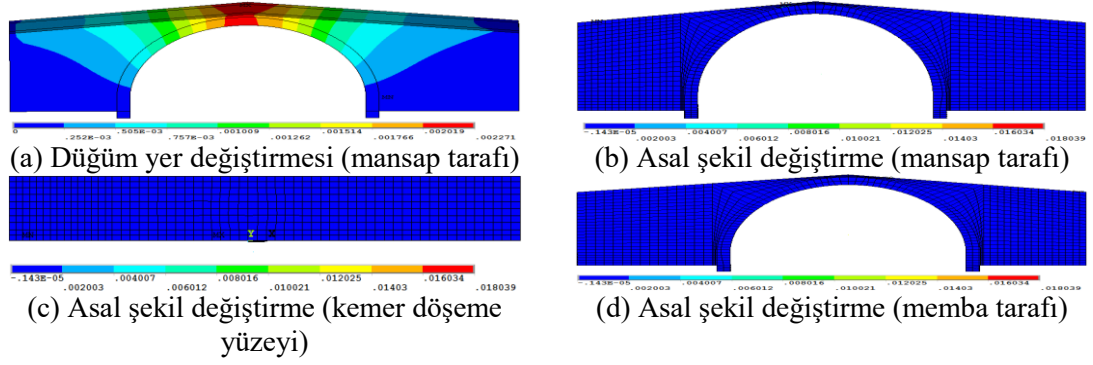 0 .505E-03 .001009 .001514 .002019
.252E-03 .757E-03 .001262 .001766 .002271
(a) Düğüm yer değiştirmesi (mansap tarafı)
-.143E-05 .004007 .008016 .012025 .016034
.002003 .006012 .010021 .01403 .018039
(b) Asal şekil değiştirme (mansap tarafı)
Y X
-.143E-05 .004007 .008016 .012025 .016034
.002003 .006012 .010021 .01403 .018039
(c) Asal şekil değiştirme (kemer döşeme
yüzeyi)
-.143E-05 .004007 .008016 .012025 .016034
.002003 .006012 .010021 .01403 .018039
(d) Asal şekil değiştirme (memba tarafı)